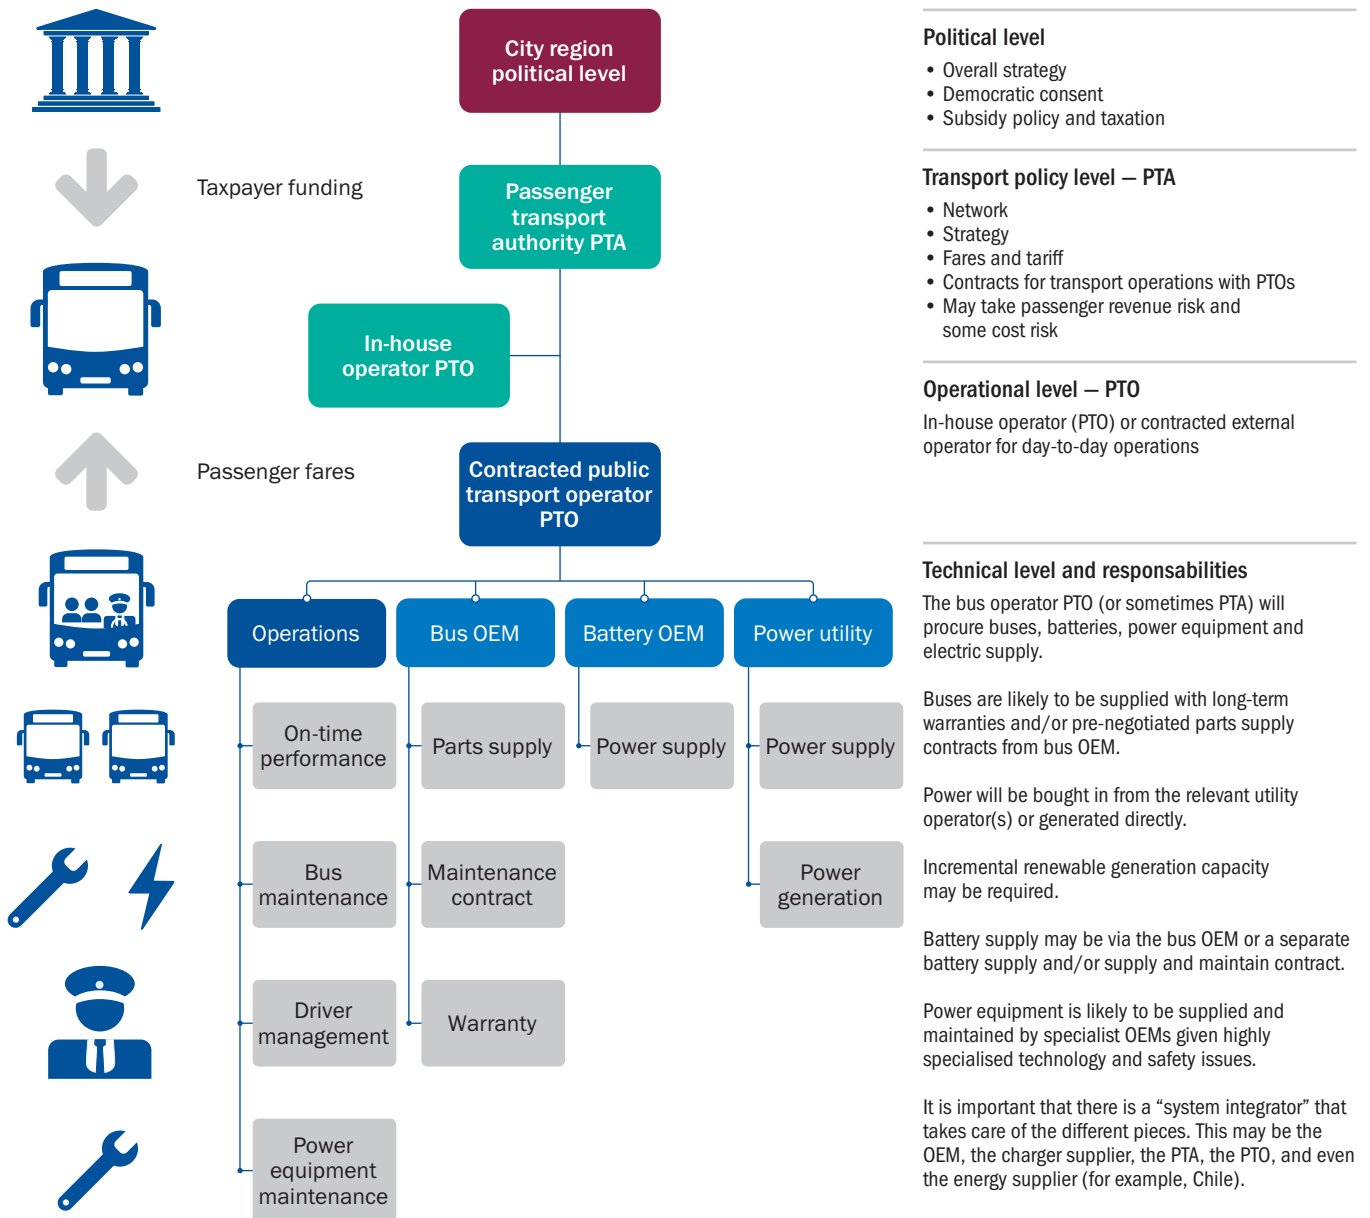 City region
political level
Taxpayer funding
Passenger
transport
authority PTA
In-house
operator PTO
Passenger fares
Contracted public
transport operator
PTO
Operations
Bus OEM
Battery OEM
Power utility
On-time
performance
Parts supply
Power supply
Power supply
Bus
maintenance
Maintenance
contract
Power
generation
Driver
management
Warranty
Power
equipment
maintenance
Political level
• Overall strategy
• Democratic consent
• Subsidy policy and taxation
Transport policy level — PTA
• Network
• Strategy
• Fares and tariff
• Contracts for transport operations with PTOs
• May take passenger revenue risk and
some cost risk
Operational level — PTO
In-house operator (PTO) or contracted external
operator for day-to-day operations
Technical level and responsabilities
The bus operator PTO (or sometimes PTA) will
procure buses, batteries, power equipment and
electric supply.
Buses are likely to be supplied with long-term
warranties and/or pre-negotiated parts supply
contracts from bus OEM.
Power will be bought in from the relevant utility
operator(s) or generated directly.
Incremental renewable generation capacity
may be required.
Battery supply may be via the bus OEM or a separate
battery supply and/or supply and maintain contract.
Power equipment is likely to be supplied and
maintained by specialist OEMs given highly
specialised technology and safety issues.
It is important that there is a “system integrator” that
takes care of the different pieces. This may be the
OEM, the charger supplier, the PTA, the PTO, and even
the energy supplier (for example, Chile).